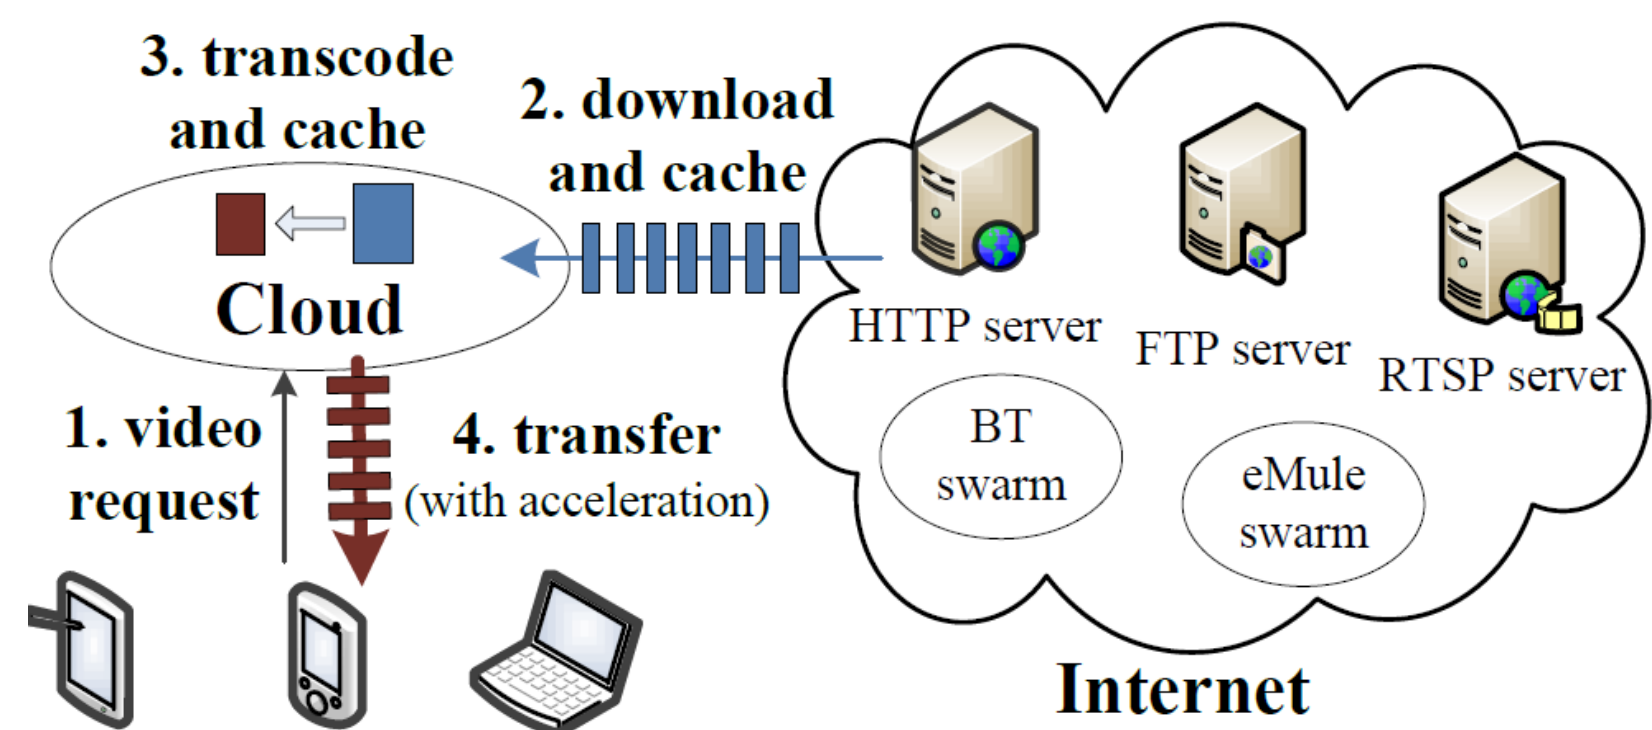 3. transcode
and cache
2. download
and cache
Cloud
HTTP server
FTP server
RTSP server
1. video
request
4. transfer
(with acceleration)
BT
swarm
eMule
swarm
Internet